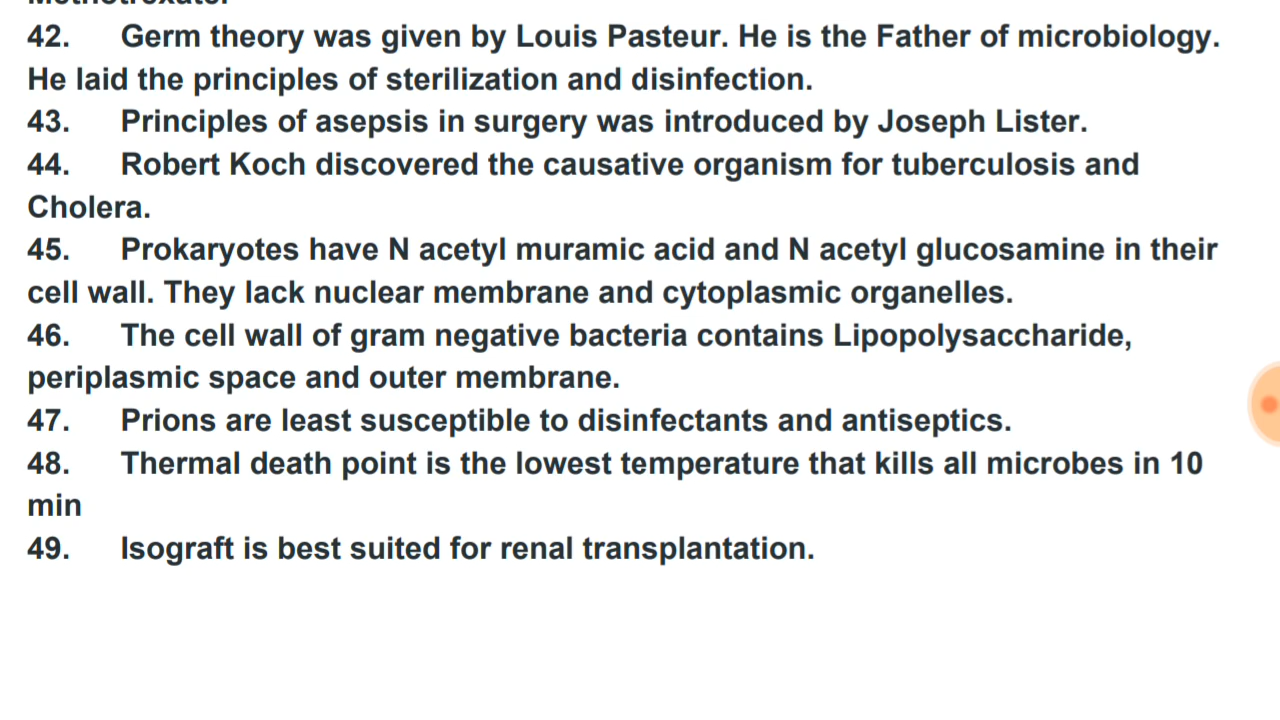 42. Germ theory was given by Louis Pasteur. He is the Father of microbiology.
He laid the principles of sterilization and disinfection.
43. Principles of asepsis in surgery was introduced by Joseph Lister.
44. Robert Koch discovered the causative organism for tuberculosis and
Cholera.
45. Prokaryotes have N acetyl muramic acid and N acetyl glucosamine in their
cell wall. They lack nuclear membrane and cytoplasmic organelles.
46. The cell wall of gram negative bacteria contains Lipopolysaccharide,
periplasmic space and outer membrane.
47. Prions are least susceptible to disinfectants and antiseptics.
48. Thermal death point is the lowest temperature that kills all microbes in 10
min
49. Isograft is best suited for renal transplantation.